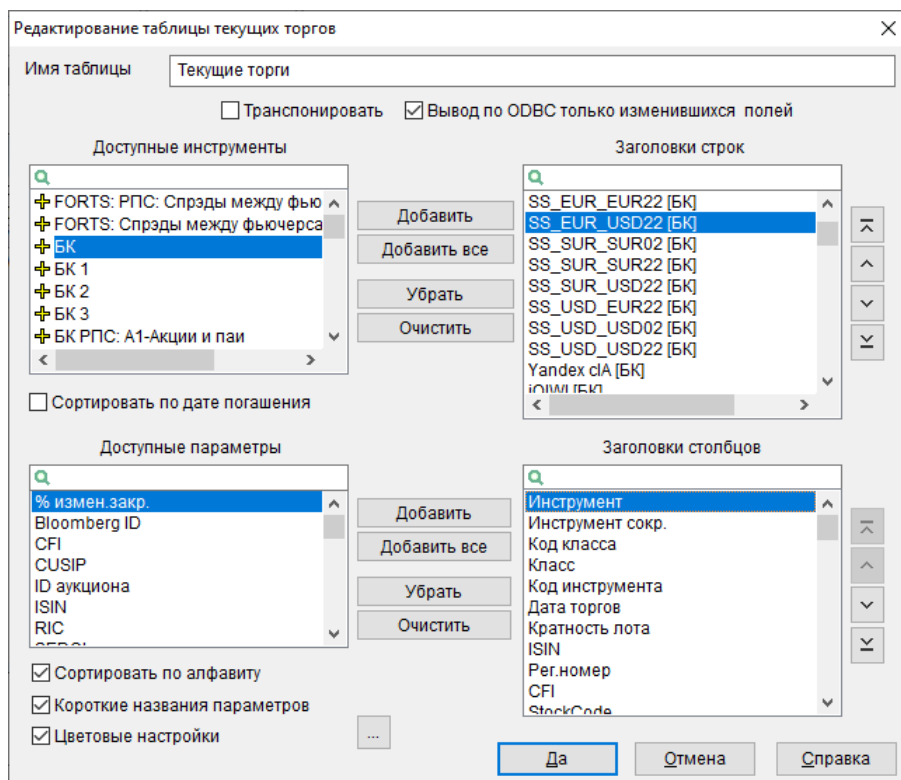 Редактирование таблицы текущих торгов
Имя таблицы
Текущие торги
Транспонировать
Вывод по ODBC только изменившихся полей
Доступные инструменты
FORTS: РПС: Спрэды между фью
FORTS: Спрэды между фьючерса
БК
БК 1
БК 2
БК 3
БК РПС: А1-Акции и паи
Добавить
Добавить все
Убрать
Очистить
Заголовки строк
SS_EUR_EUR22 [БК]
SS_EUR_USD22 [БК]
SS_SUR_SUR02 [БК]
SS_SUR_SUR22 [БК]
SS_SUR_USD22 [БК]
SS_USD_EUR22 [БК]
SS_USD_USD02 [БК]
SS_USD_USD22 [БК]
Yandex clA [БК]
iQIWI [БК]
Сортировать по дате погашения
Доступные параметры
% измен.закр.
Bloomberg ID
CFI
CUSIP
ID аукциона
ISIN
RIC
SEDOL
Добавить
Добавить все
Убрать
Очистить
Заголовки столбцов
Инструмент
Инструмент сокр.
Код класса
Класс
Код инструмента
Дата торгов
Кратность лота
ISIN
Рег.номер
CFI
StockCode
Сортировать по алфавиту
Короткие названия параметров
Цветовые настройки
...
Да
Отмена
Справка